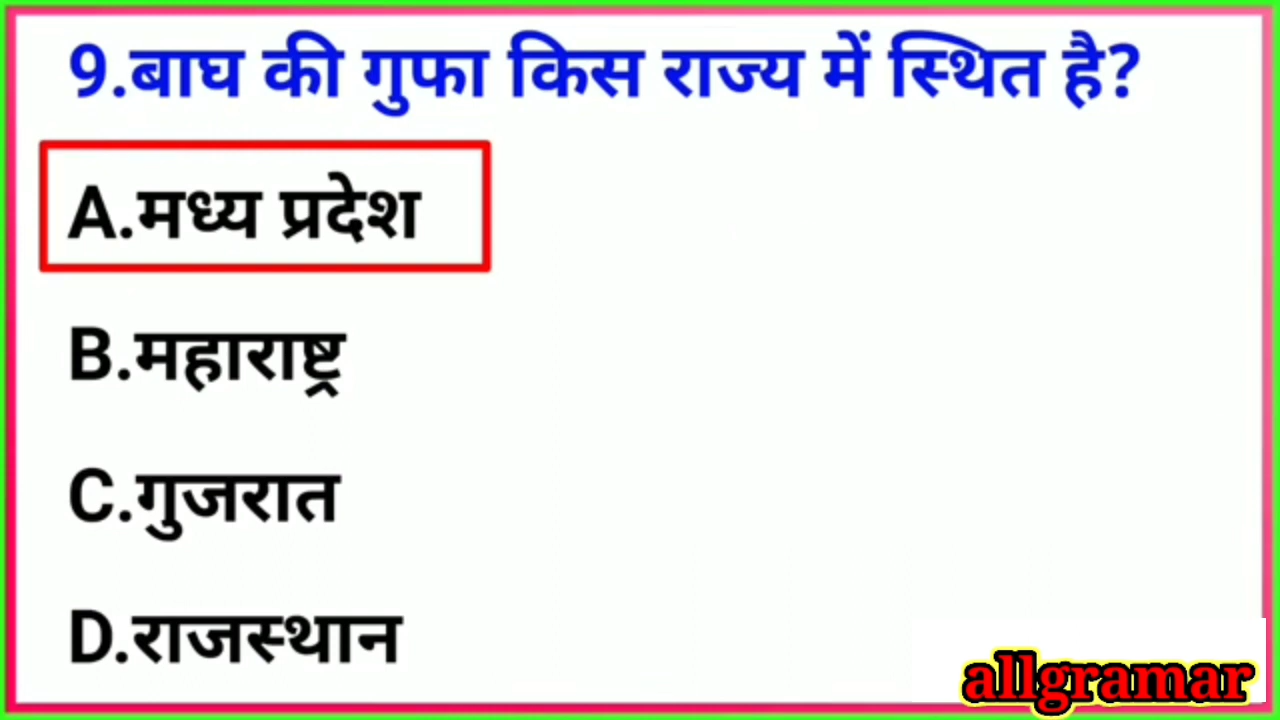 9.बाघ की गुफा किस राज्य में स्थित है?
A.मध्य प्रदेश
B.महाराष्ट्र
C.गुजरात
D.राजस्थान
allgramar